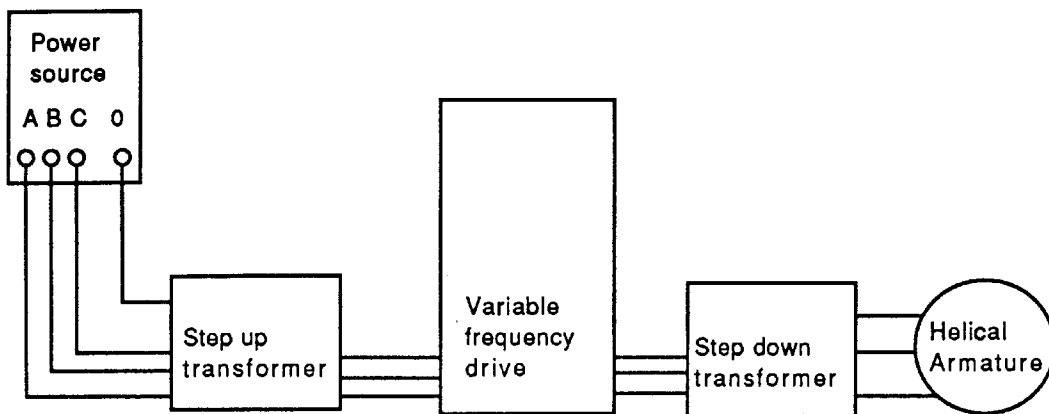 Power
source
A B C 0
Step up
transformer
Variable
frequency
drive
Step down
transformer
Helical
Armature